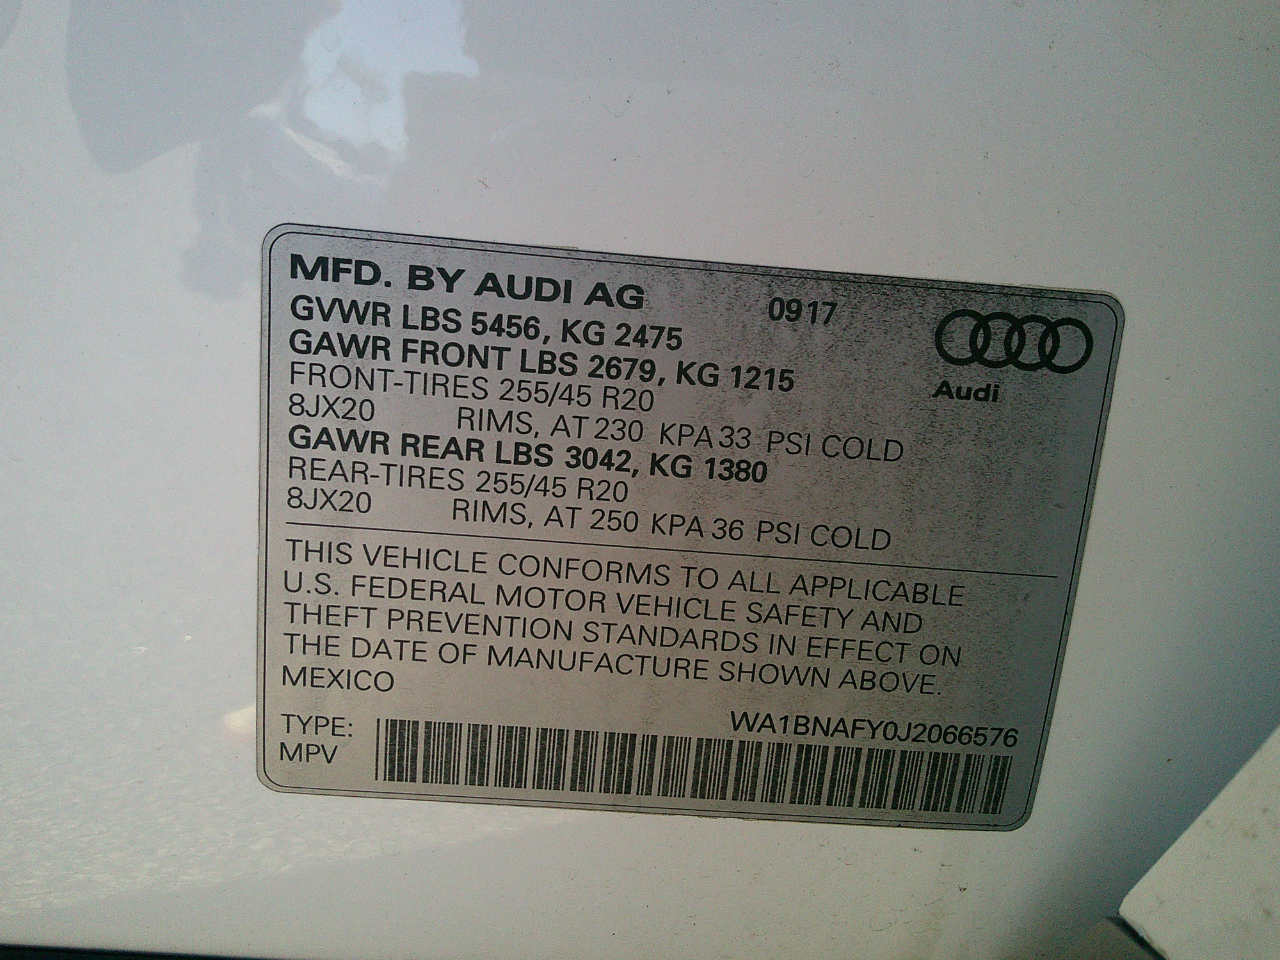 MFD. BY AUDI AG 0917
GVWR LBS 5456, KG 2475
GAWR FRONT LBS 2679, KG 1215
Audi
FRONT-TIRES 255/45 R20
8JX20 RIMS, AT 230 KPA 33 PSI COLD
GAWR REAR LBS 3042, KG 1380
REAR-TIRES 255/45 R20
8JX20 RIMS, AT 250 KPA 36 PSI COLD
THIS VEHICLE CONFORMS TO ALL APPLICABLE
U.S. FEDERAL MOTOR VEHICLE SAFETY AND
THEFT PREVENTION STANDARDS IN EFFECT ON
THE DATE OF MANUFACTURE SHOWN ABOVE.
MEXICO
WA1BNAFY0J2066576
TYPE:
MPV